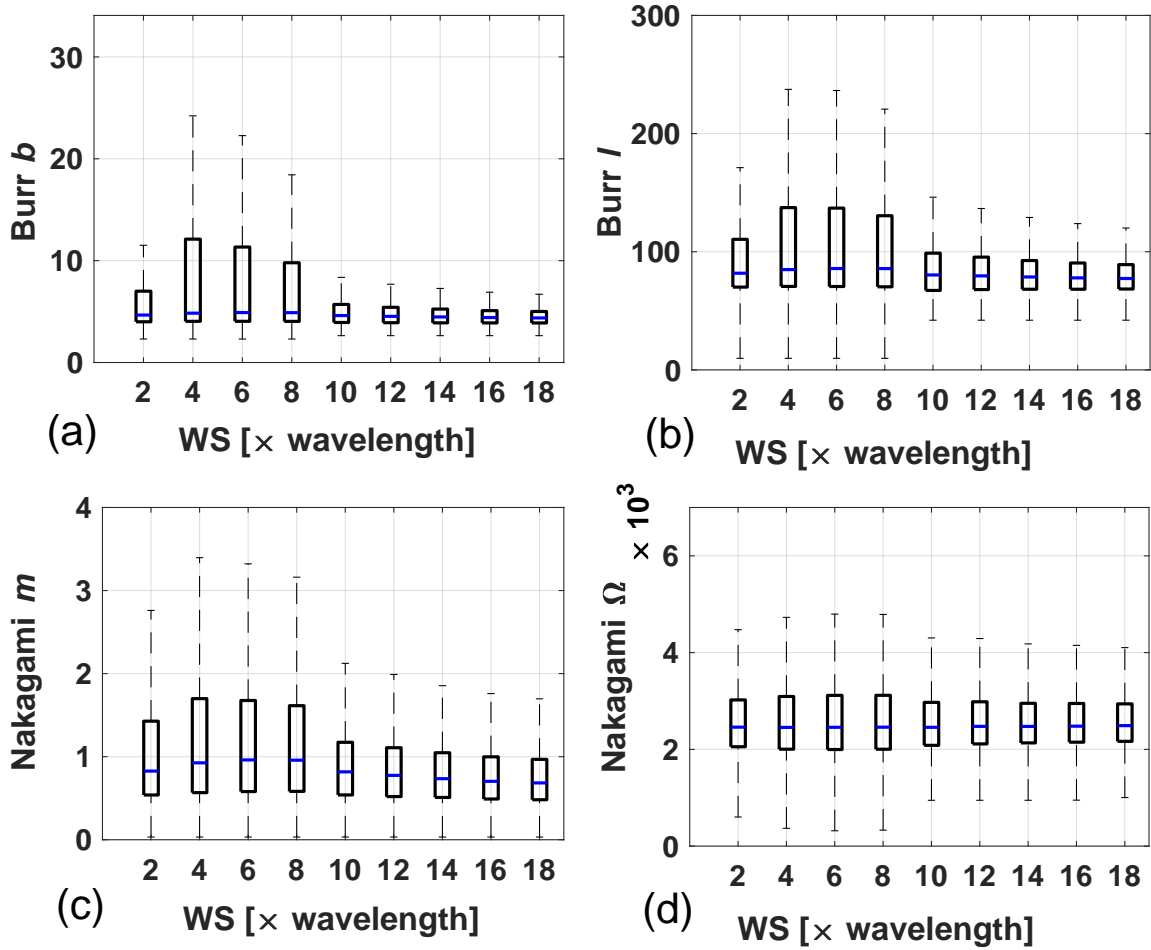 30
20
10
0
Burr b
2 4 6 8 10 12 14 16 18
(a)
WS [× wavelength]
300
200
100
0
Burr l
2 4 6 8 10 12 14 16 18
(b)
WS [× wavelength]
4
3
2
1
0
Nakagami m
2 4 6 8 10 12 14 16 18
(c)
WS [× wavelength]
6
4
2
0
Nakagami Ω × 10³
2 4 6 8 10 12 14 16 18
(d)
WS [× wavelength]